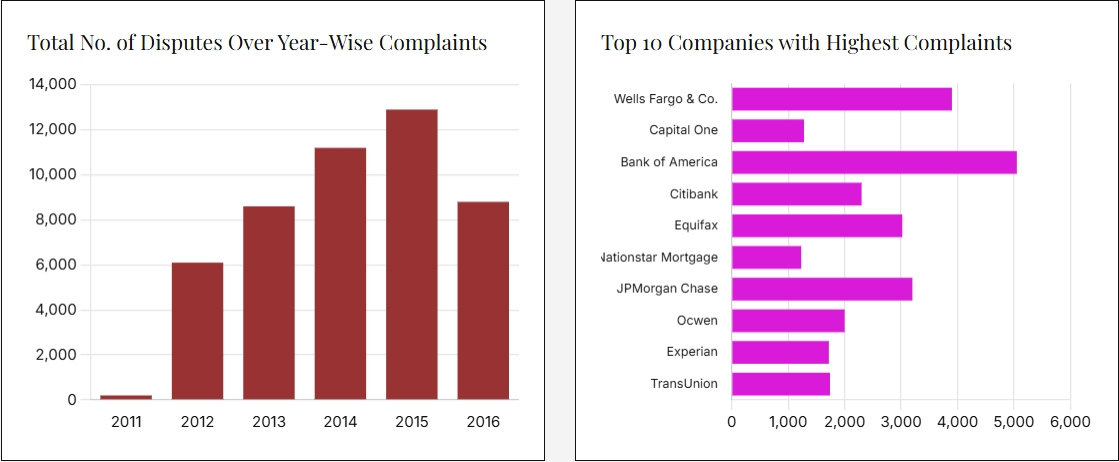 Total No. of Disputes Over Year-Wise Complaints
14,000
12,000
10,000
8,000
6,000
4,000
2,000
0
2011 2012 2013 2014 2015 2016
Top 10 Companies with Highest Complaints
Wells Fargo & Co.
Capital One
Bank of America
Citibank
Equifax
Nationstar Mortgage
JPMorgan Chase
Ocwen
Experian
TransUnion
0 1,000 2,000 3,000 4,000 5,000 6,000